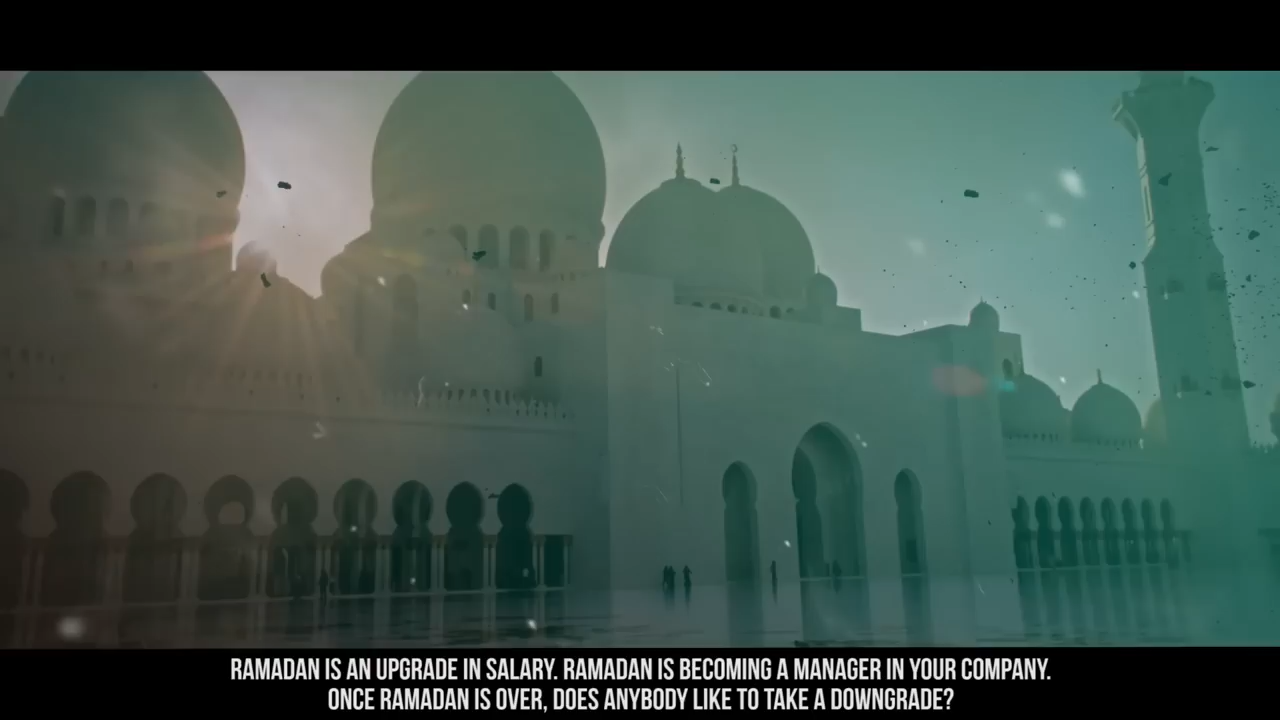 RAMADAN IS AN UPGRADE IN SALARY. RAMADAN IS BECOMING A MANAGER IN YOUR COMPANY.
ONCE RAMADAN IS OVER, DOES ANYBODY LIKE TO TAKE A DOWNGRADE?